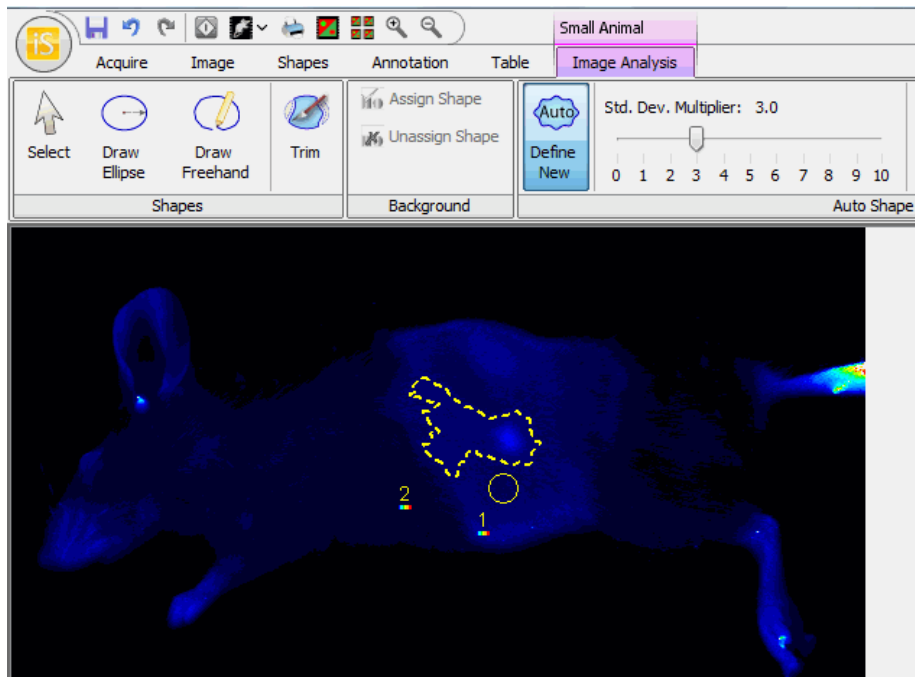 iS
Small Animal
Acquire Image Shapes Annotation Table Image Analysis
Select
Draw Ellipse
Draw Freehand
Trim
Shapes
Assign Shape
Unassign Shape
Background
Auto
Define New
Std. Dev. Multiplier: 3.0
0 1 2 3 4 5 6 7 8 9 10
Auto Shape
2
1